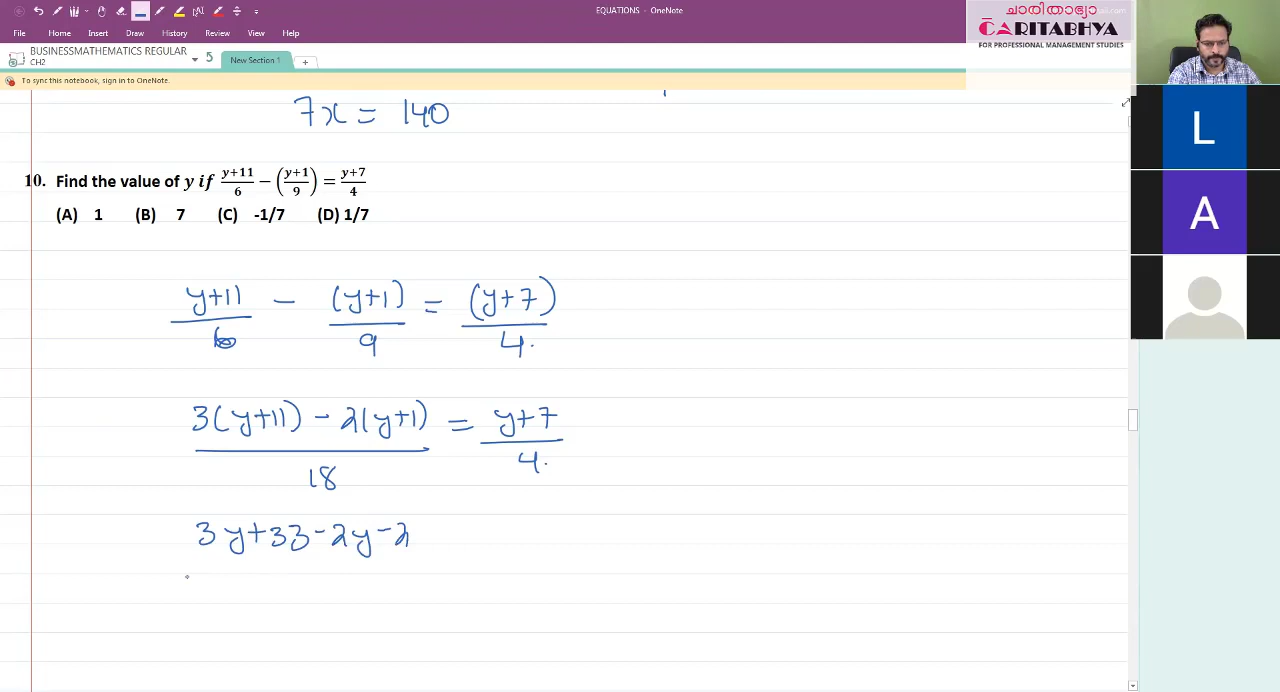 EQUATIONS - OneNote
File Home Insert Draw History Review View Help
ചാരിതാഭ്യാ
CARITABHYA
FOR PROFESSIONAL MANAGEMENT STUDIES
BUSINESSMATHEMATICS REGULAR
CH2
New Section 1
To sync this notebook, sign in to OneNote.
7x = 140
10. Find the value of y if (y+11)/6 − ((y+1)/9) = (y+7)/4
(A) 1 (B) 7 (C) -1/7 (D) 1/7
(y+11)/6 − (y+1)/9 = (y+7)/4.
(3(y+11) − 2(y+1))/18 = (y+7)/4.
3y+33-2y-2
L
A